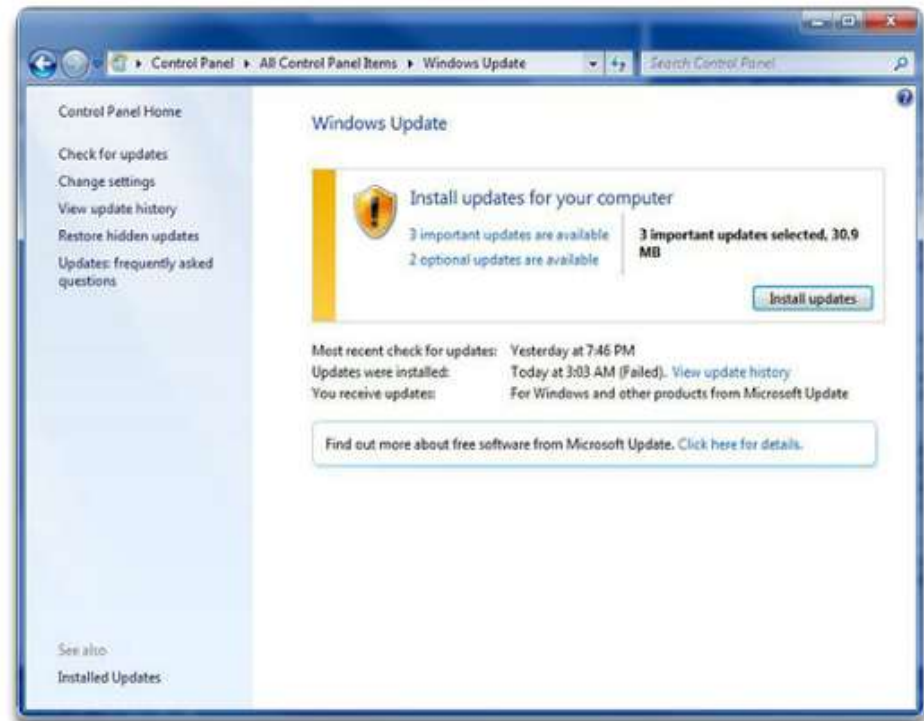 Control Panel ▸ All Control Panel Items ▸ Windows Update
Search Control Panel
Control Panel Home
Check for updates
Change settings
View update history
Restore hidden updates
Updates: frequently asked
questions
See also
Installed Updates
Windows Update
Install updates for your computer
3 important updates are available
2 optional updates are available
3 important updates selected, 30.9
MB
Install updates
Most recent check for updates: Yesterday at 7:46 PM
Updates were installed: Today at 3:03 AM (Failed). View update history
You receive updates: For Windows and other products from Microsoft Update
Find out more about free software from Microsoft Update. Click here for details.